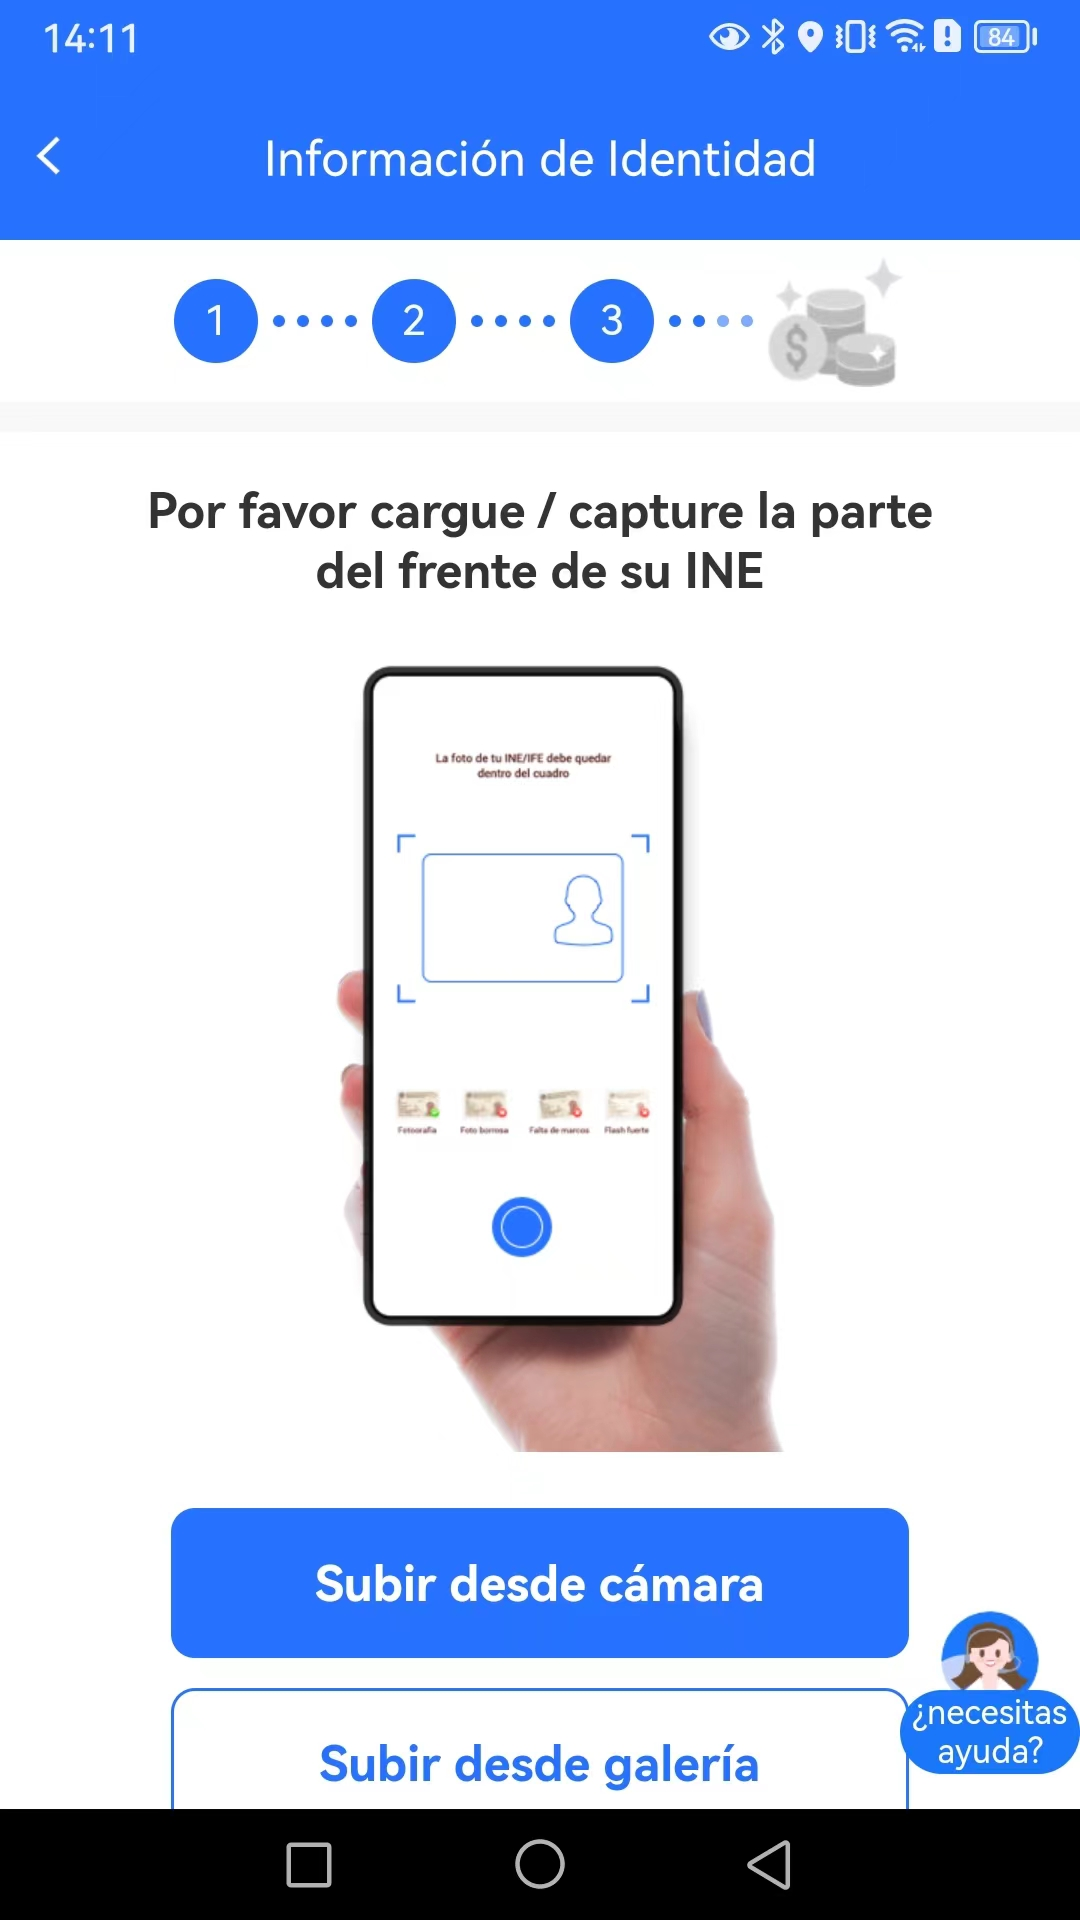 14:11
84
Información de Identidad
1
2
3
Por favor cargue / capture la parte
del frente de su INE
La foto de tu INE/IFE debe quedar
dentro del cuadro
Fotografía Foto borrosa Falta de marcos Flash fuerte
Subir desde cámara
¿necesitas
ayuda?
Subir desde galería